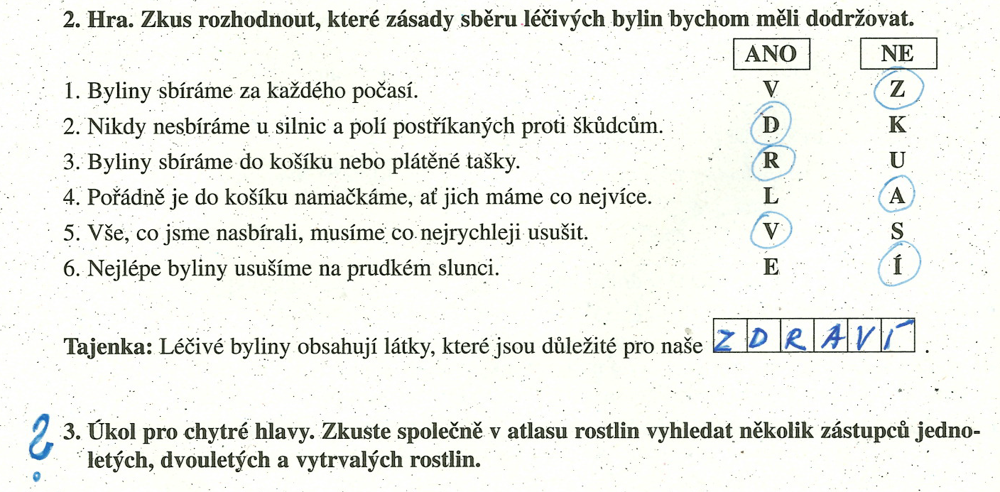 2. Hra. Zkus rozhodnout, které zásady sběru léčivých bylin bychom měli dodržovat.
ANO NE
1. Byliny sbíráme za každého počasí. V Z
2. Nikdy nesbíráme u silnic a polí postříkaných proti škůdcům. D K
3. Byliny sbíráme do košíku nebo plátěné tašky. R U
4. Pořádně je do košíku namačkáme, ať jich máme co nejvíce. L A
5. Vše, co jsme nasbírali, musíme co nejrychleji usušit. V S
6. Nejlépe byliny usušíme na prudkém slunci. E Í
Tajenka: Léčivé byliny obsahují látky, které jsou důležité pro naše ZDRAVÍ.
? 3. Úkol pro chytré hlavy. Zkuste společně v atlasu rostlin vyhledat několik zástupců jedno-
letých, dvouletých a vytrvalých rostlin.